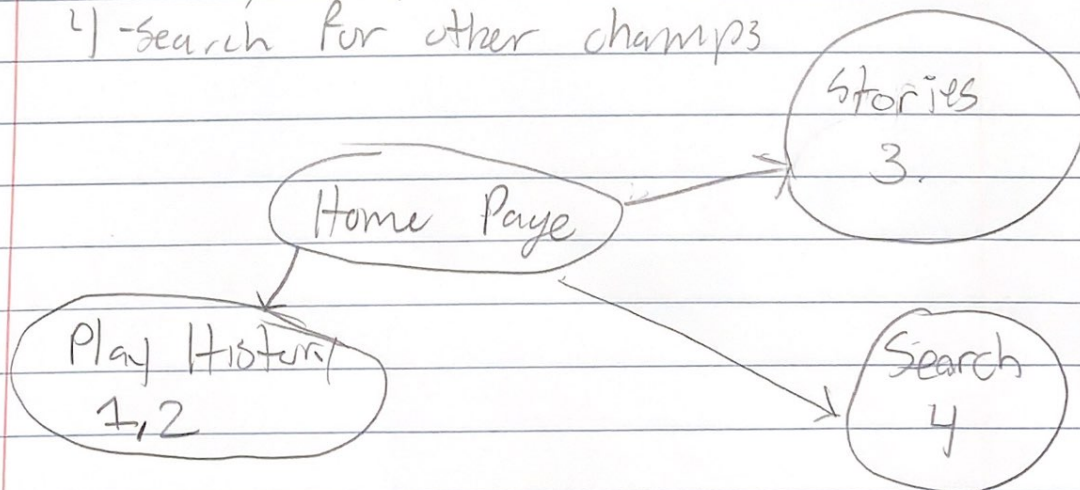 4) -Search for other champs
Stories
3.
Home Page
Play History
1,2
Search
4